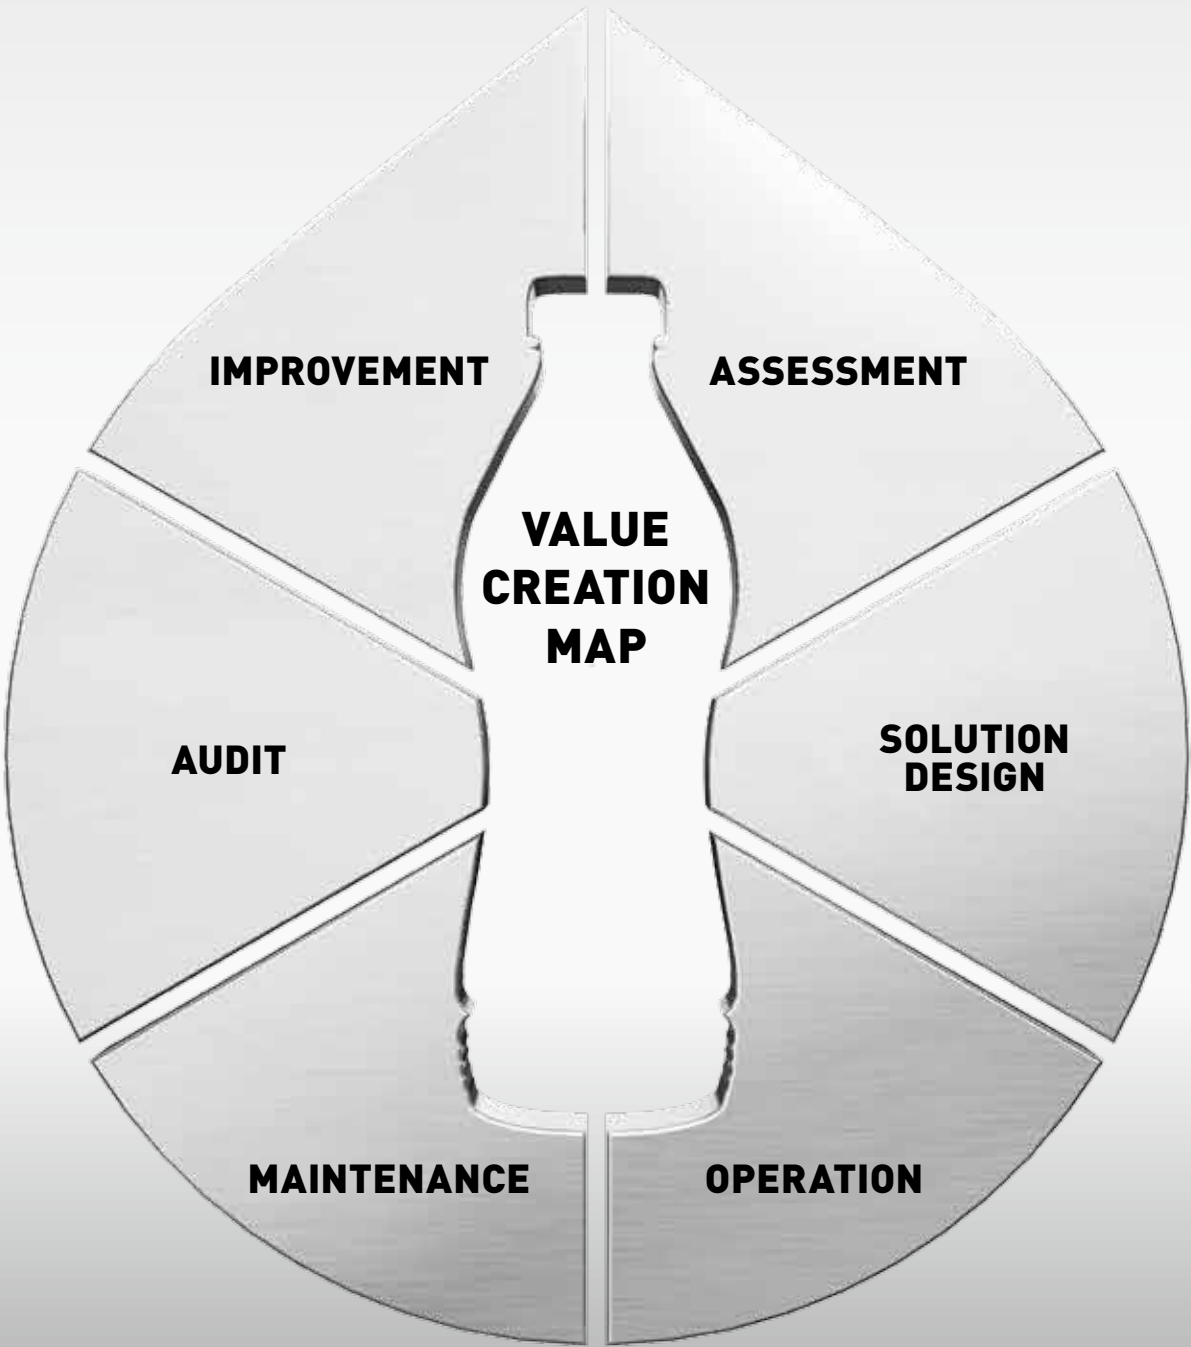 IMPROVEMENT
ASSESSMENT
VALUE
CREATION
MAP
AUDIT
SOLUTION
DESIGN
MAINTENANCE
OPERATION